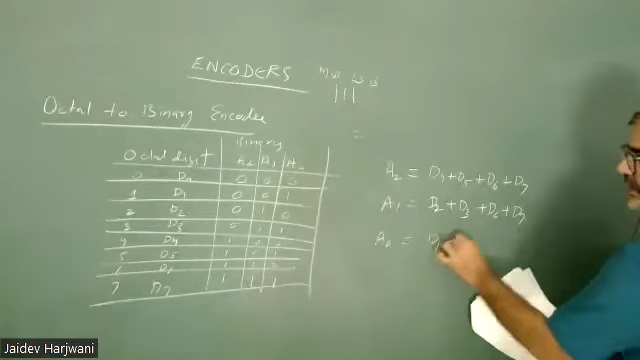 ENCODERS
Octal to Binary Encoder
Binary
Octal digit A₂ A₁ A₀
0 D₀ 0 0 0
1 D₁ 0 0 1
2 D₂ 0 1 0
3 D₃ 0 1 1
4 D₄ 1 0 0
5 D₅ 1 0 1
6 D₆ 1 1 0
7 D₇ 1 1 1
A₂ = D₄ + D₅ + D₆ + D₇
A₁ = D₂ + D₃ + D₆ + D₇
A₀ = D₁
Jaidev Harjwani